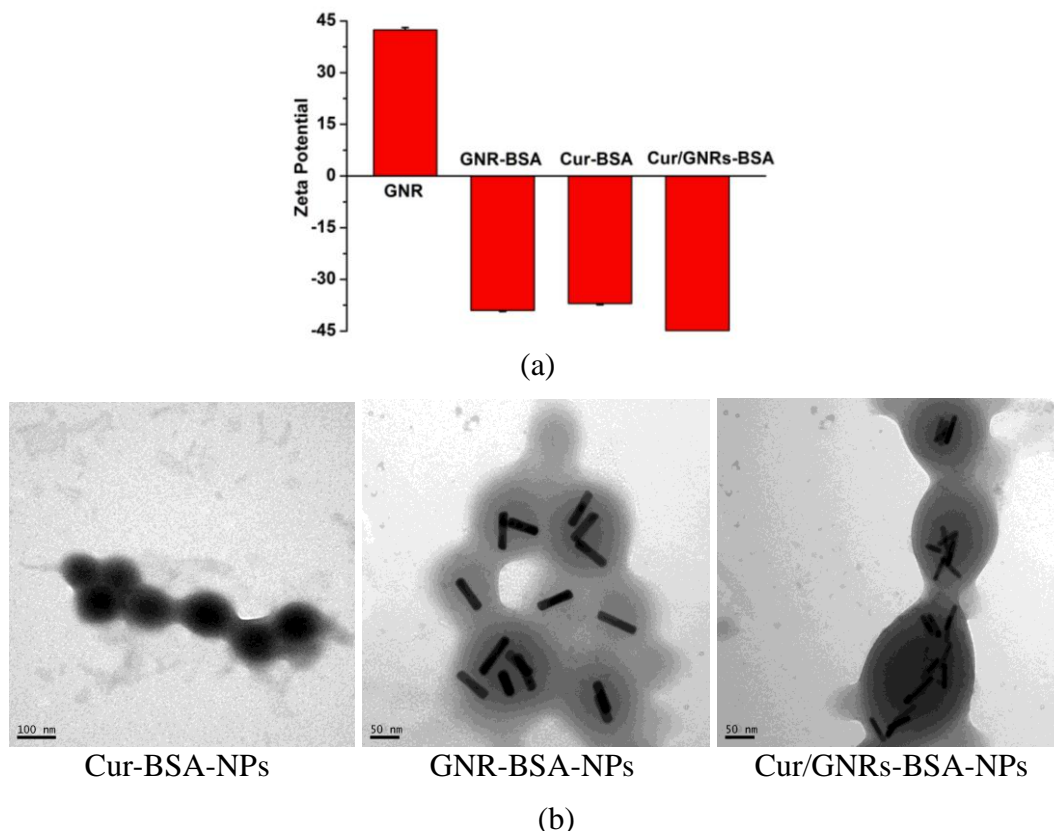 45
30
15
0
-15
-30
-45
Zeta Potential
GNR
GNR-BSA Cur-BSA Cur/GNRs-BSA
(a)
100 nm
50 nm
50 nm
Cur-BSA-NPs GNR-BSA-NPs Cur/GNRs-BSA-NPs
(b)